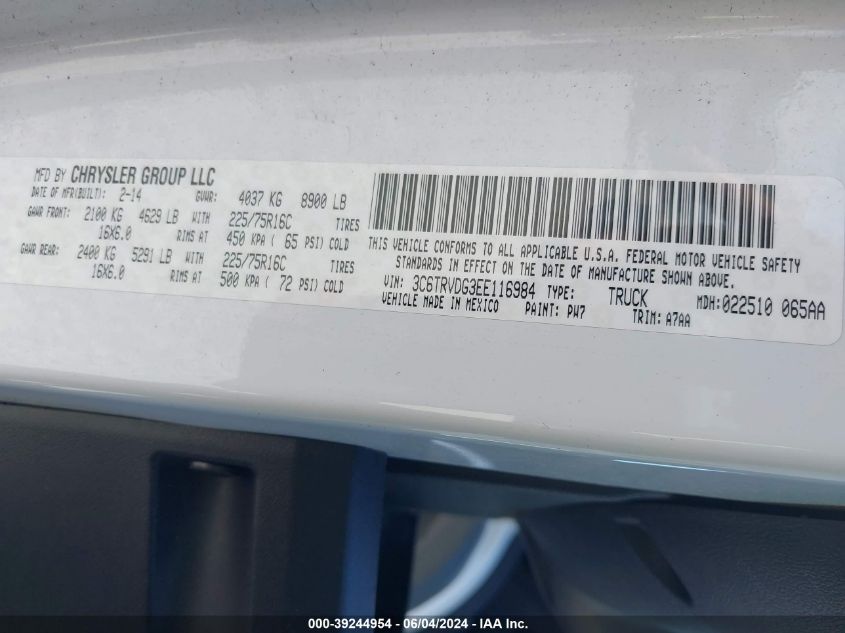 MFD BY CHRYSLER GROUP LLC
DATE OF MFR(BUILT): 2-14 GVWR: 4037 KG 8900 LB
GAWR FRONT: 2100 KG 4629 LB WITH 225/75R16C TIRES
16X6.0 RIMS AT 450 KPA ( 65 PSI) COLD
GAWR REAR: 2400 KG 5291 LB WITH 225/75R16C TIRES
16X6.0 RIMS AT 500 KPA ( 72 PSI) COLD
THIS VEHICLE CONFORMS TO ALL APPLICABLE U.S.A. FEDERAL MOTOR VEHICLE SAFETY
STANDARDS IN EFFECT ON THE DATE OF MANUFACTURE SHOWN ABOVE.
VIN: 3C6TRVDG3EE116984 TYPE: TRUCK MDH:022510 065AA
VEHICLE MADE IN MEXICO PAINT: PW7 TRIM: A7AA
000-39244954 - 06/04/2024 - IAA Inc.